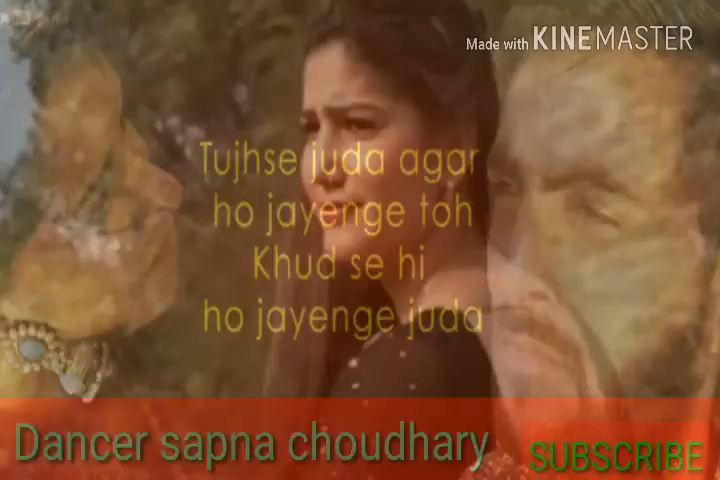 Made with KINEMASTER
Tujhse juda agar
ho jayenge toh
Khud se hi
ho jayenge juda
Dancer sapna choudhary
SUBSCRIBE